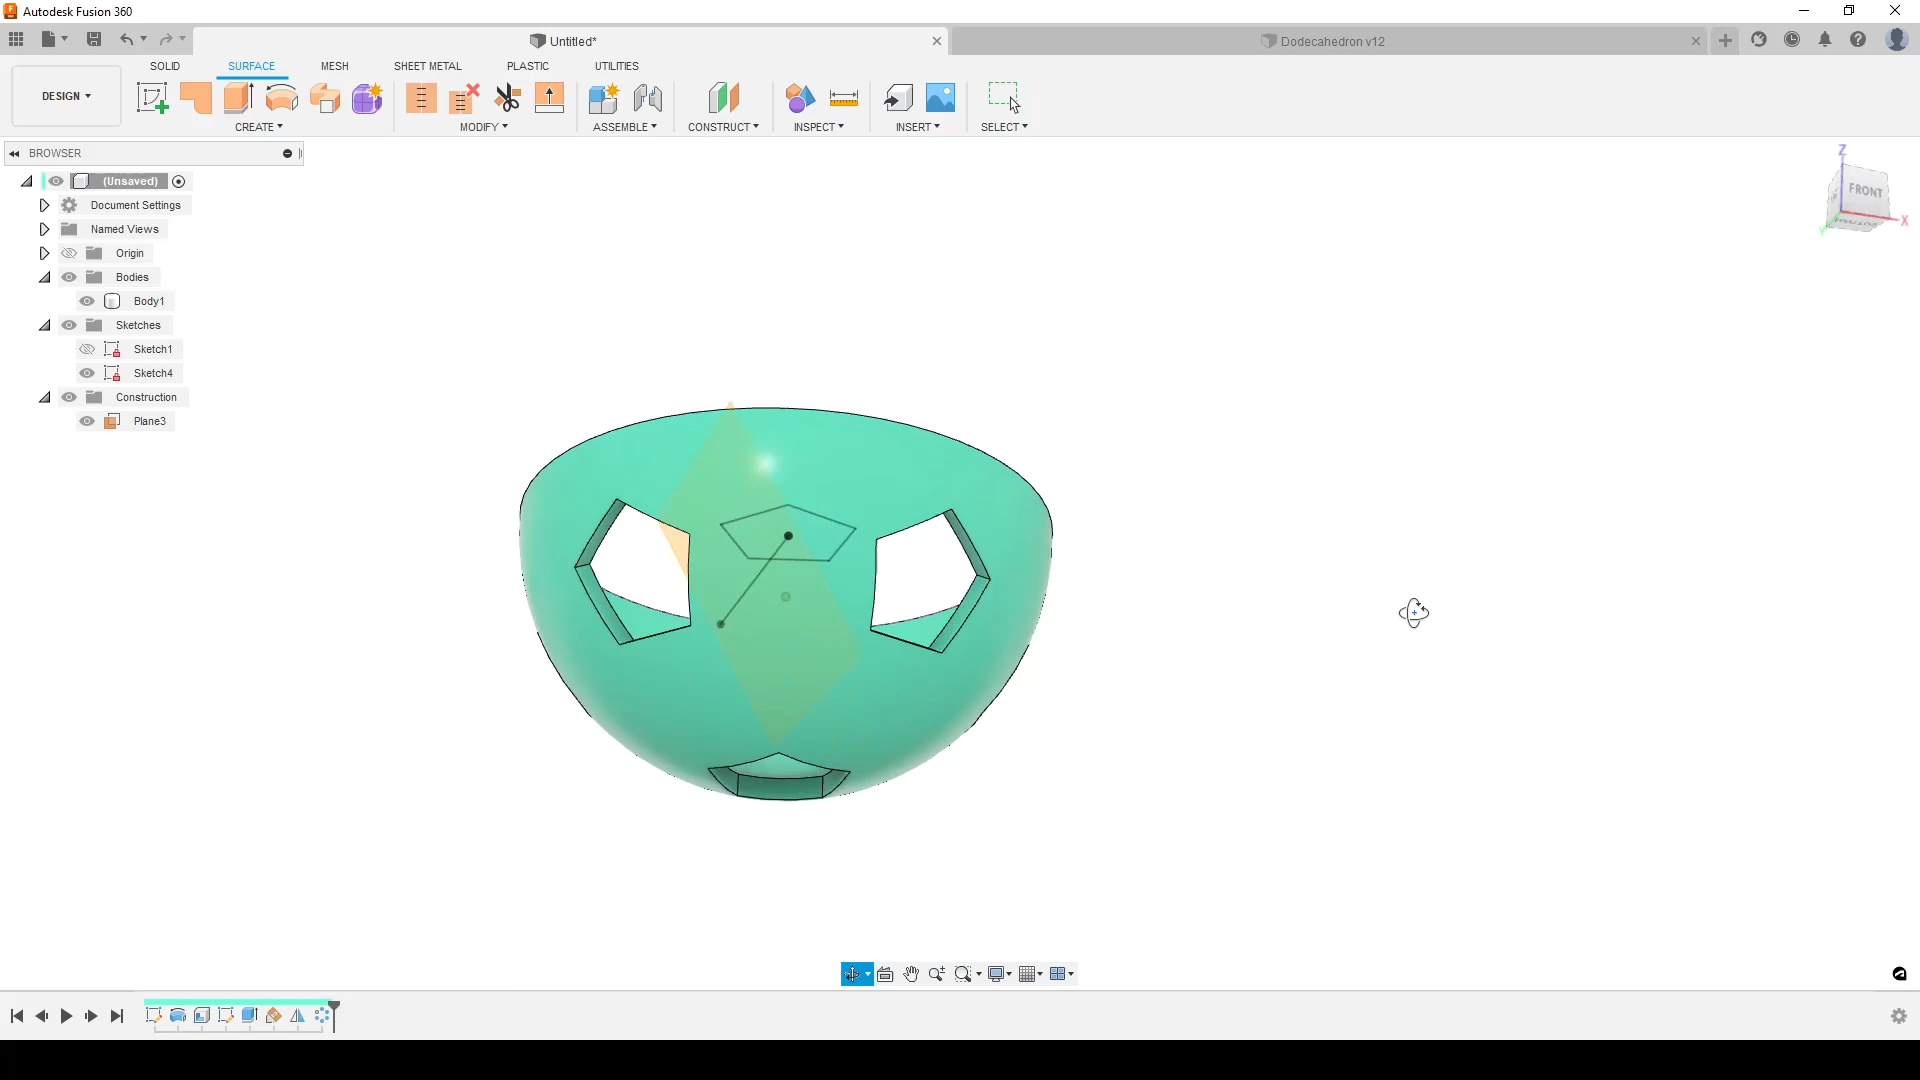 Autodesk Fusion 360
Untitled*
Dodecahedron v12
DESIGN
SOLID
SURFACE
MESH
SHEET METAL
PLASTIC
UTILITIES
CREATE
MODIFY
ASSEMBLE
CONSTRUCT
INSPECT
INSERT
SELECT
BROWSER
(Unsaved)
Document Settings
Named Views
Origin
Bodies
Body1
Sketches
Sketch1
Sketch4
Construction
Plane3
Z
FRONT
X
Y